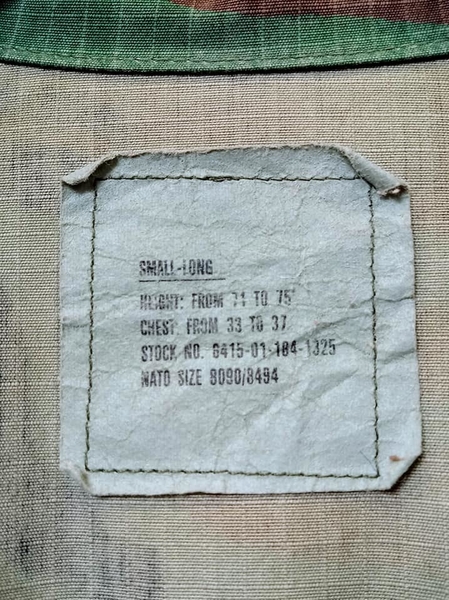 SMALL-LONG
HEIGHT: FROM 71 TO 75
CHEST: FROM 33 TO 37
STOCK NO. 8415-01-184-1325
NATO SIZE 8090/8494